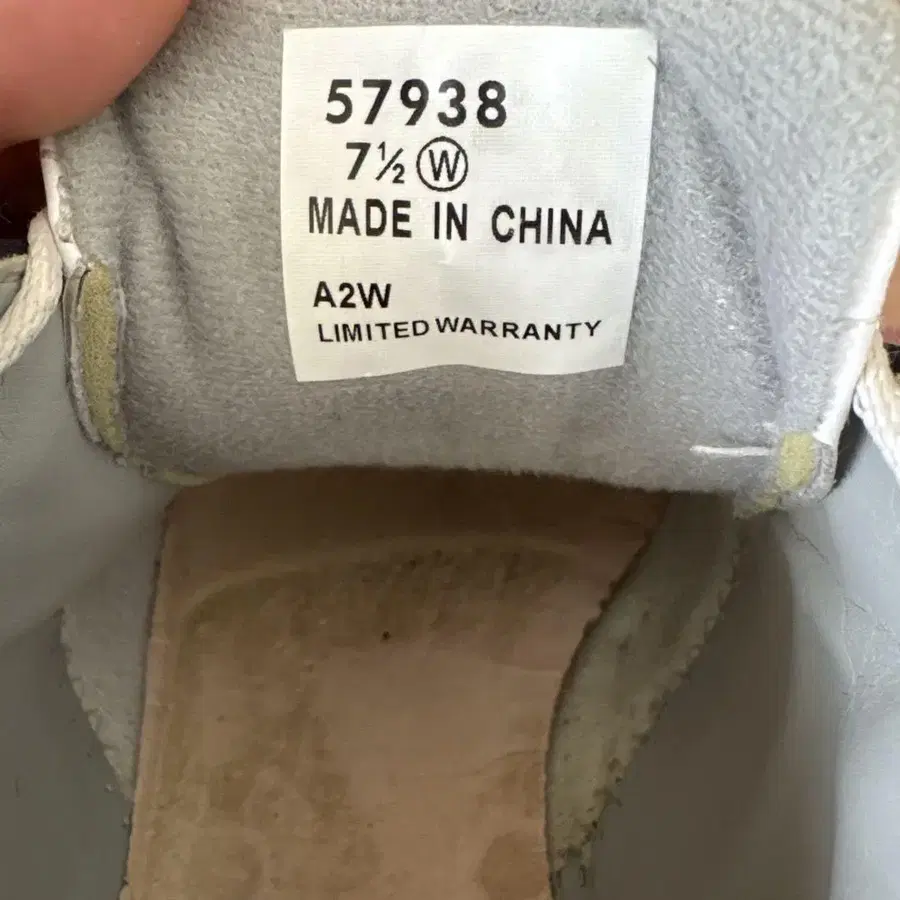 57938
7½ Ⓦ
MADE IN CHINA
A2W
LIMITED WARRANTY